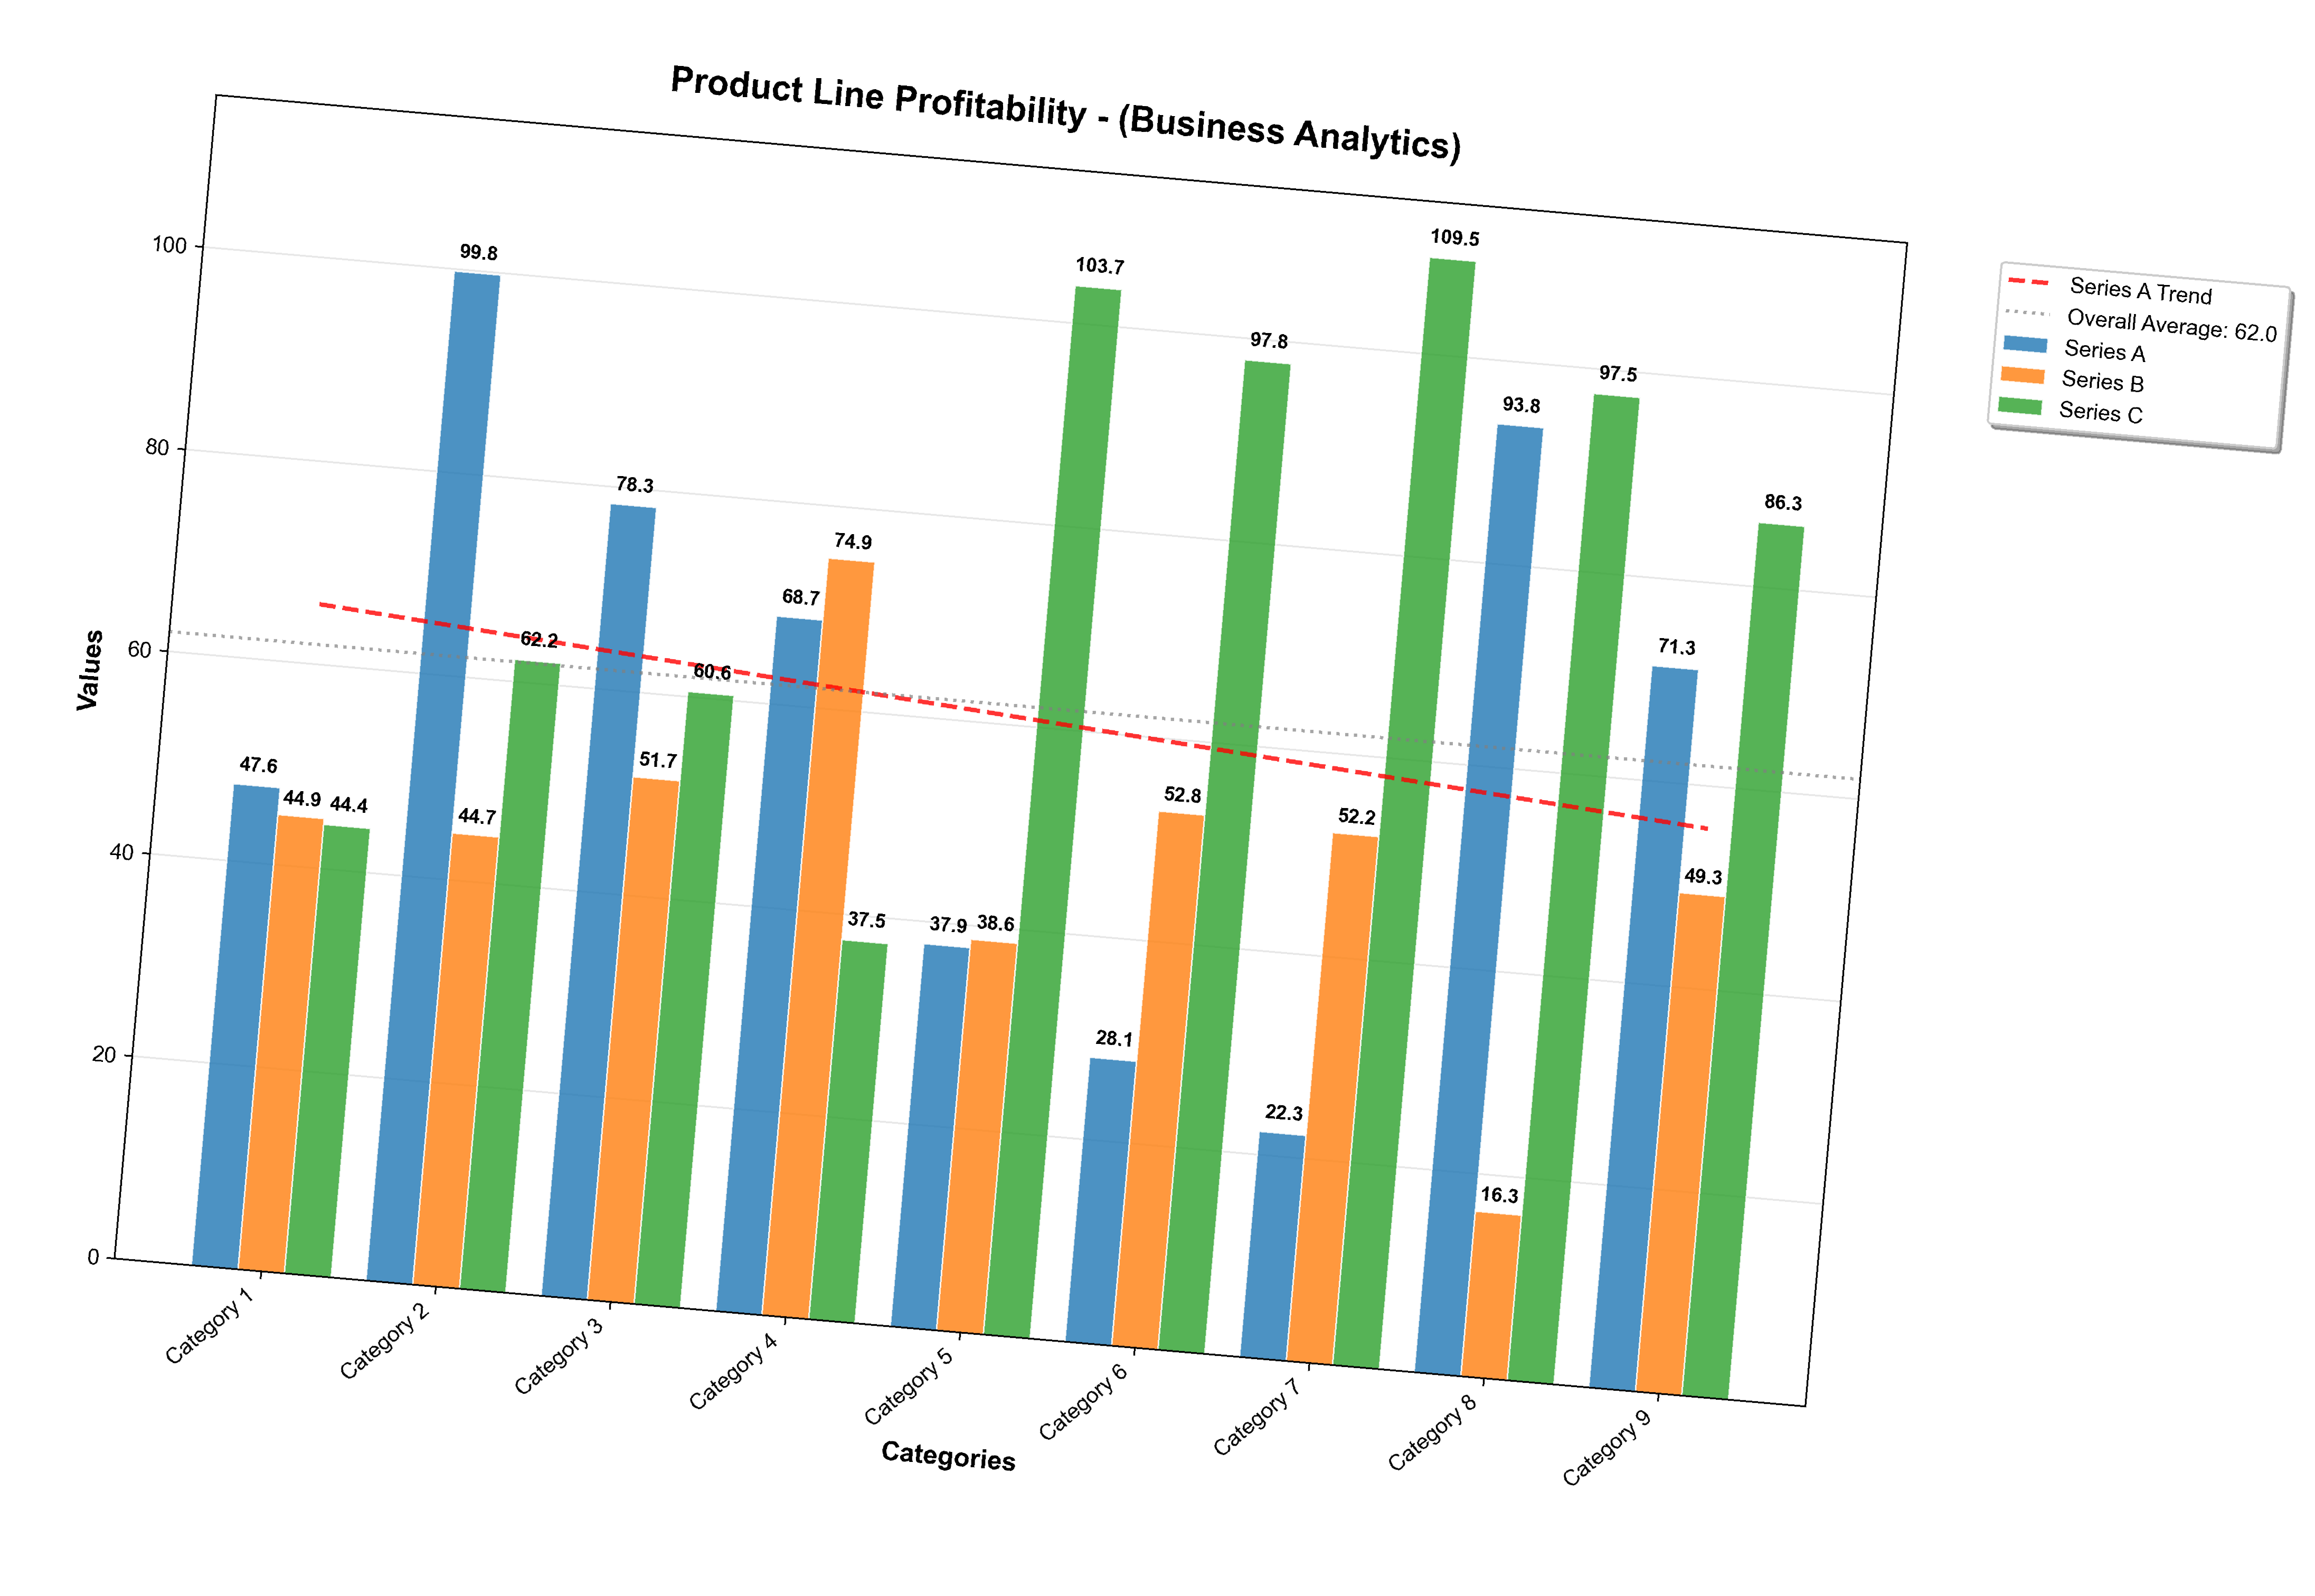 Product Line Profitability - (Business Analytics)
Values
100
80
60
40
20
0
47.6
44.9
44.4
99.8
44.7
62.2
78.3
51.7
60.6
68.7
74.9
37.5
37.9
38.6
103.7
28.1
52.8
97.8
22.3
52.2
109.5
93.8
16.3
97.5
71.3
49.3
86.3
Category 1
Category 2
Category 3
Category 4
Category 5
Category 6
Category 7
Category 8
Category 9
Categories
Series A Trend
Overall Average: 62.0
Series A
Series B
Series C